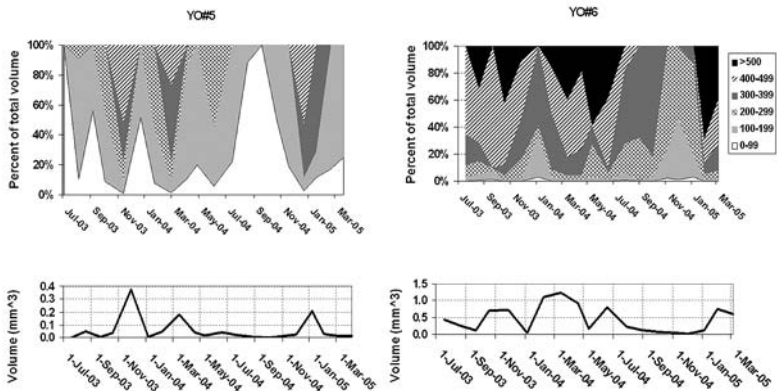 YO#5
Percent of total volume
100%
80%
60%
40%
20%
0%
Jul-03
Sep-03
Nov-03
Jan-04
Mar-04
May-04
Jul-04
Sep-04
Nov-04
Jan-05
Mar-05
YO#6
Percent of total volume
100%
80%
60%
40%
20%
0%
Jul-03
Sep-03
Nov-03
Jan-04
Mar-04
May-04
Jul-04
Sep-04
Nov-04
Jan-05
Mar-05
>500
400-499
300-399
200-299
100-199
0-99
Volume (mm^3)
0.4
0.3
0.2
0.1
0.0
1-Jul-03
1-Sep-03
1-Nov-03
1-Jan-04
1-Mar-04
1-May-04
1-Jul-04
1-Sep-04
1-Nov-04
1-Jan-05
1-Mar-05
Volume (mm^3)
1.5
1.0
0.5
0.0
1-Jul-03
1-Sep-03
1-Nov-03
1-Jan-04
1-Mar-04
1-May-04
1-Jul-04
1-Sep-04
1-Nov-04
1-Jan-05
1-Mar-05